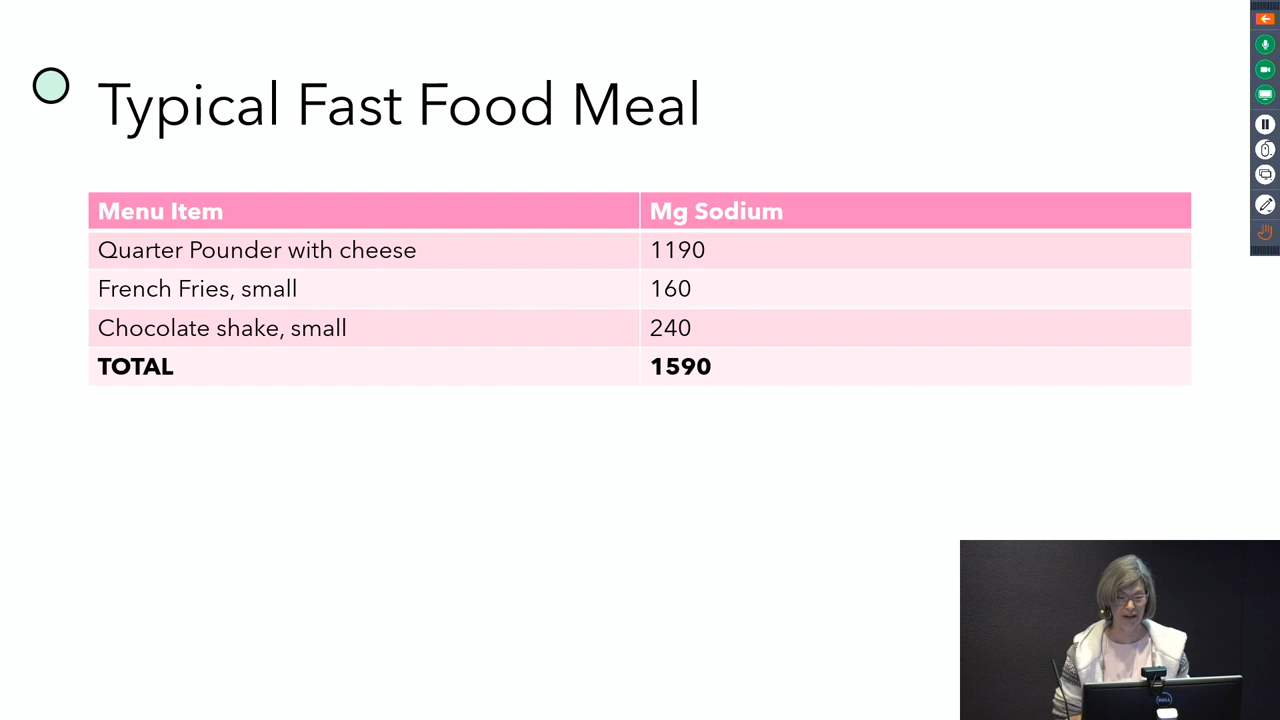 Typical Fast Food Meal
Menu Item Mg Sodium
Quarter Pounder with cheese 1190
French Fries, small 160
Chocolate shake, small 240
TOTAL 1590
DELL